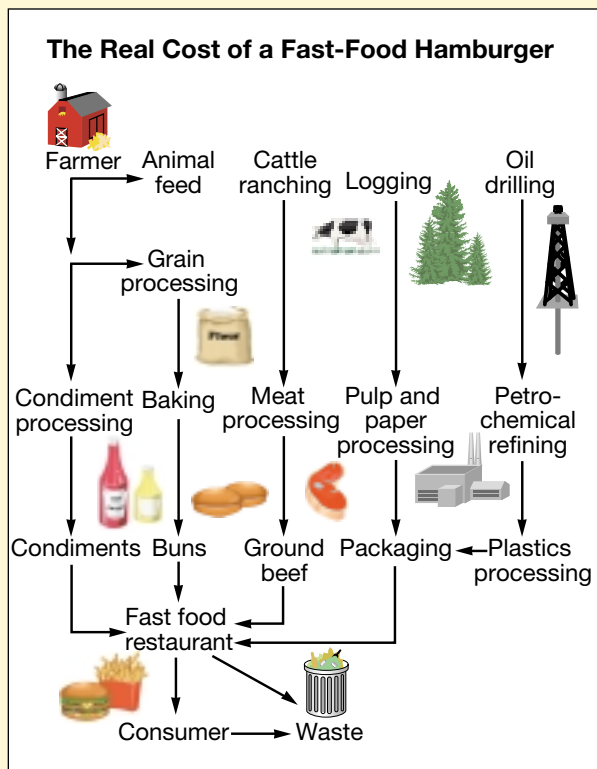 The Real Cost of a Fast-Food Hamburger
Farmer
Animal
feed
Cattle
ranching
Logging
Oil
drilling
Grain
processing
Flour
Condiment
processing
Baking
Meat
processing
Pulp and
paper
processing
Petro-
chemical
refining
Condiments
Buns
Ground
beef
Packaging
Plastics
processing
Fast food
restaurant
Consumer
Waste